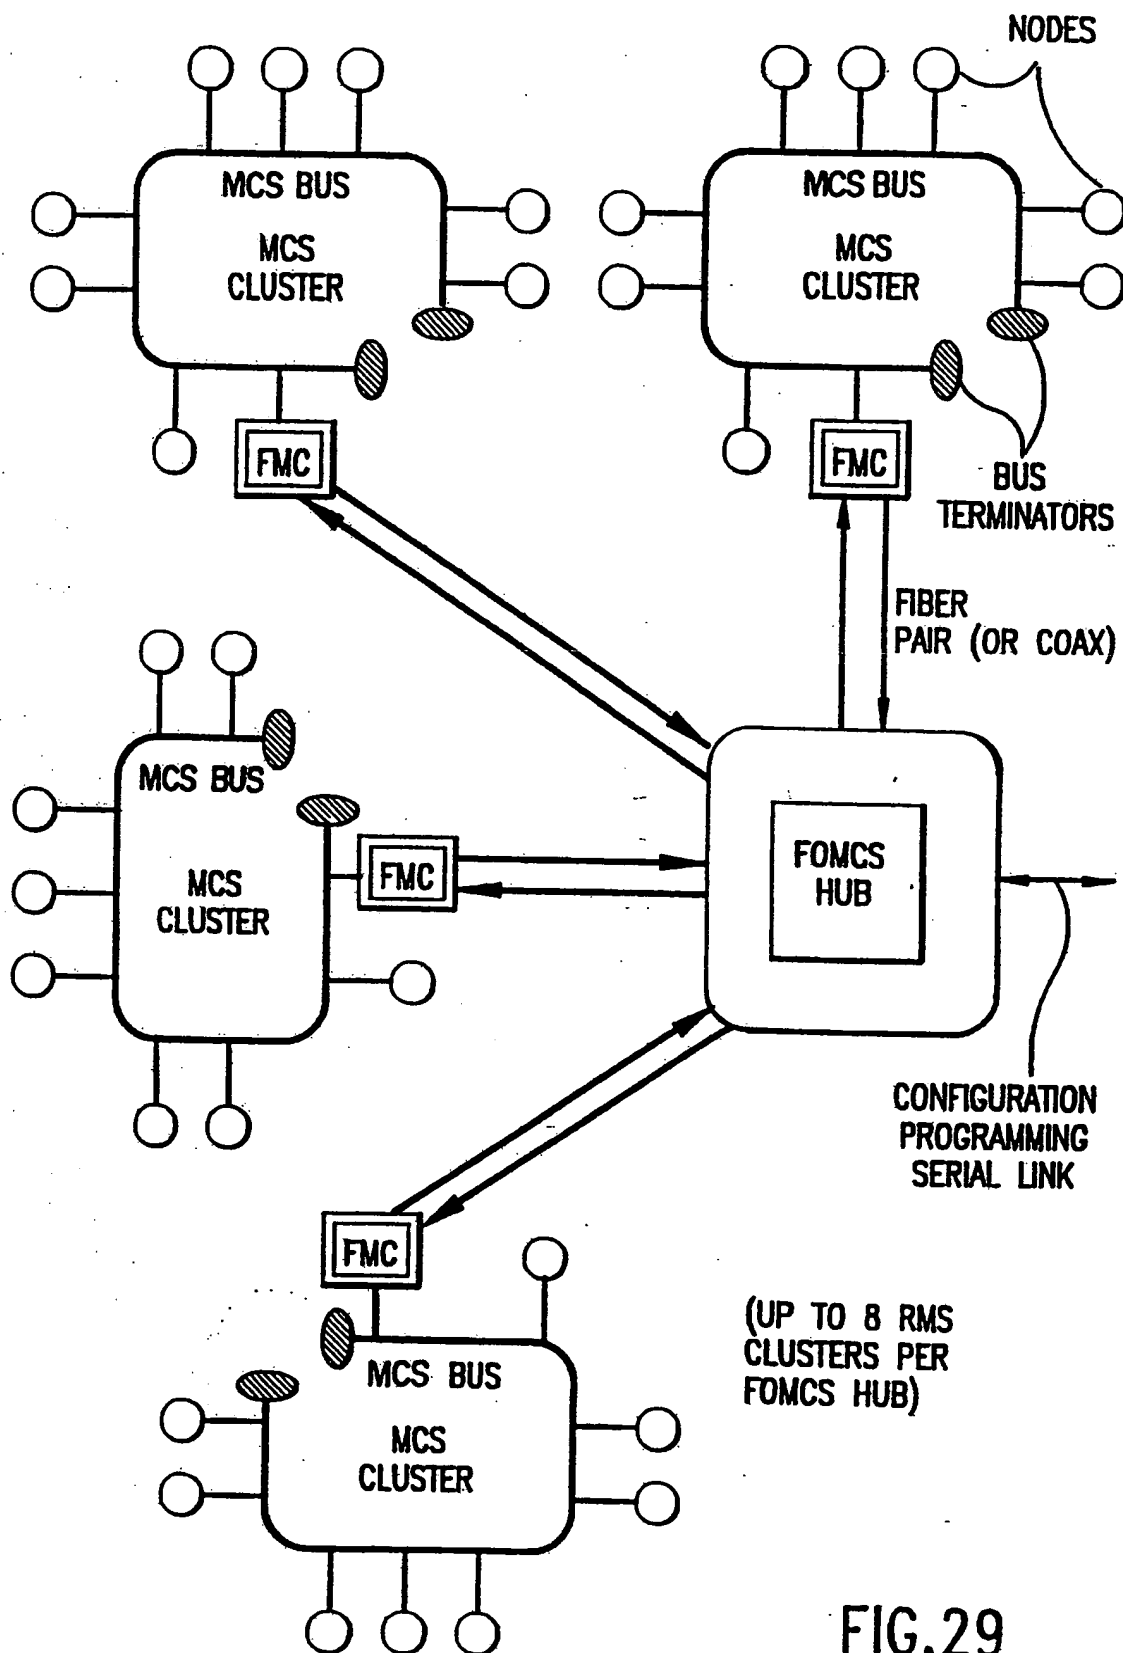 NODES
MCS BUS
MCS
CLUSTER
MCS BUS
MCS
CLUSTER
FMC
FMC
BUS
TERMINATORS
FIBER
PAIR (OR COAX)
MCS BUS
MCS
CLUSTER
FMC
FOMCS
HUB
CONFIGURATION
PROGRAMMING
SERIAL LINK
FMC
MCS BUS
MCS
CLUSTER
(UP TO 8 RMS
CLUSTERS PER
FOMCS HUB)
FIG.29